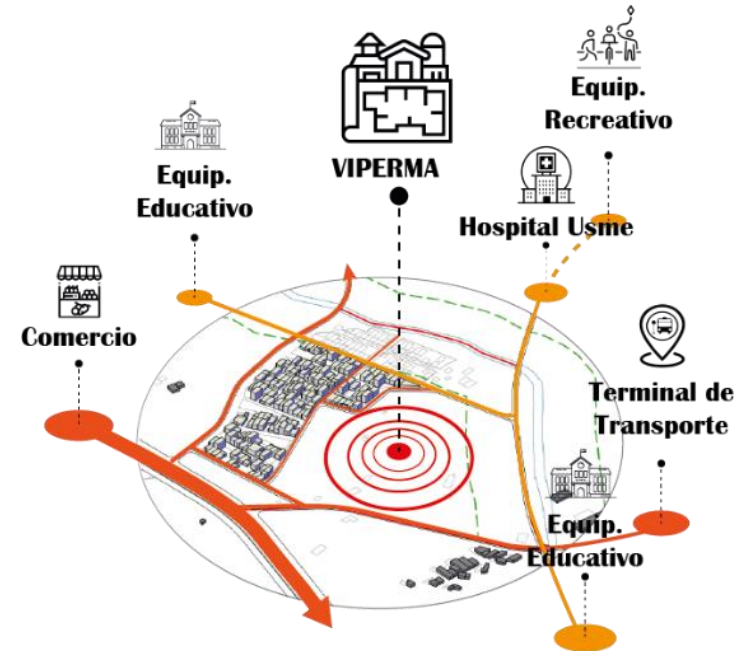 Equip.
Recreativo
VIPERMA
Equip.
Educativo
Hospital Usme
Comercio
Terminal de
Transporte
Equip.
Educativo